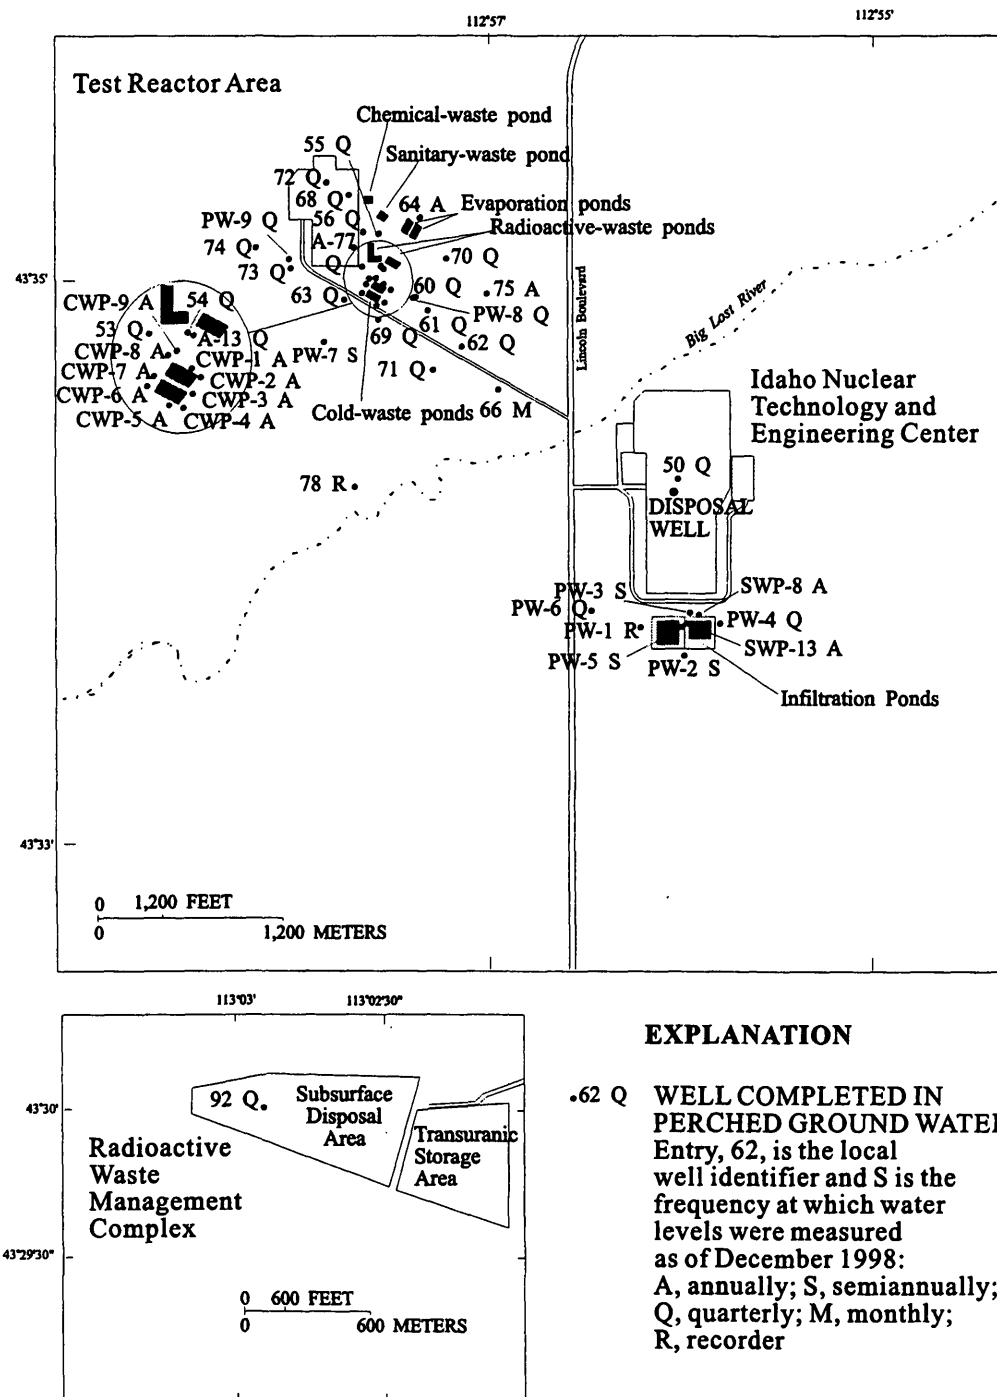 112°57'
112°55'
Test Reactor Area
Chemical-waste pond
55 Q
Sanitary-waste pond
72 Q
68 Q
64 A
Evaporation ponds
PW-9 Q
56 Q
Radioactive-waste ponds
74 Q
A-77
Q
70 Q
73 Q
43°35'
CWP-9 A
54 Q
63 Q
60 Q
75 A
PW-8 Q
53 Q
A-13 Q
61 Q
69 Q
62 Q
CWP-8 A
CWP-1 A
PW-7 S
CWP-7 A
CWP-2 A
71 Q
CWP-6 A
CWP-3 A
CWP-5 A
CWP-4 A
Cold-waste ponds
66 M
Lincoln Boulevard
Big Lost River
Idaho Nuclear
Technology and
Engineering Center
50 Q
DISPOSAL
WELL
78 R
PW-3 S
SWP-8 A
PW-6 Q
PW-4 Q
PW-1 R
SWP-13 A
PW-5 S
PW-2 S
Infiltration Ponds
43°33'
0 1,200 FEET
0 1,200 METERS
113°03'
113°02'30"
92 Q
Subsurface
Disposal
Area
43°30'
Transuranic
Storage
Area
Radioactive
Waste
Management
Complex
43°29'30"
0 600 FEET
0 600 METERS
EXPLANATION
.62 Q WELL COMPLETED IN
PERCHED GROUND WATER
Entry, 62, is the local
well identifier and S is the
frequency at which water
levels were measured
as of December 1998:
A, annually; S, semiannually;
Q, quarterly; M, monthly;
R, recorder